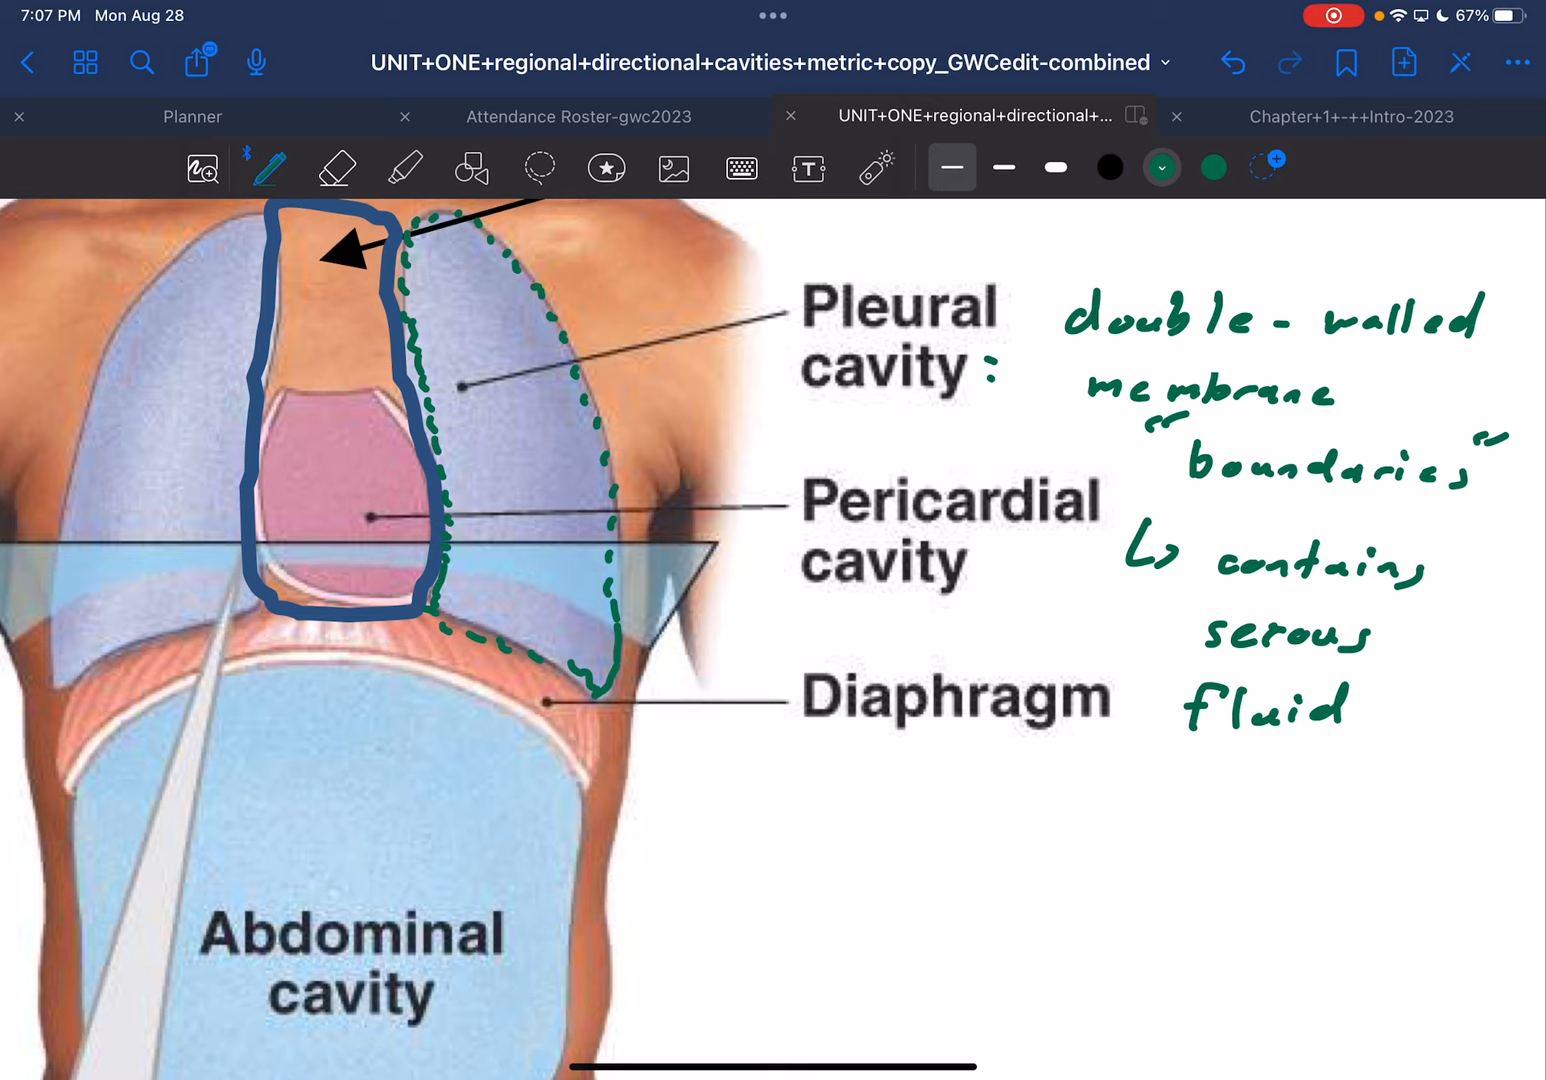 7:07 PM Mon Aug 28
67%
UNIT+ONE+regional+directional+cavities+metric+copy_GWCedit-combined
Planner
Attendance Roster-gwc2023
UNIT+ONE+regional+directional+...
Chapter+1+-++Intro-2023
T
Pleural
cavity:
double-walled
membrane
"boundaries"
↳ contains
serous
fluid
Pericardial
cavity
Diaphragm
Abdominal
cavity